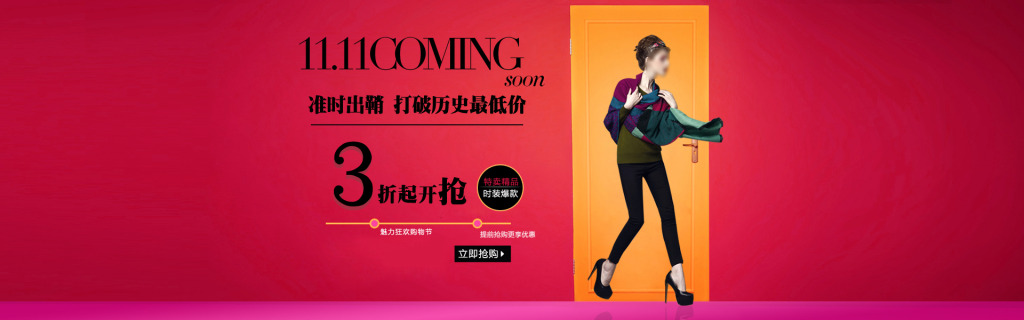 11.11COMING
soon
准时出鞘 打破历史最低价
3折起开抢
特卖精品
时装爆款
魅力狂欢购物节
提前抢购更享优惠
立即抢购